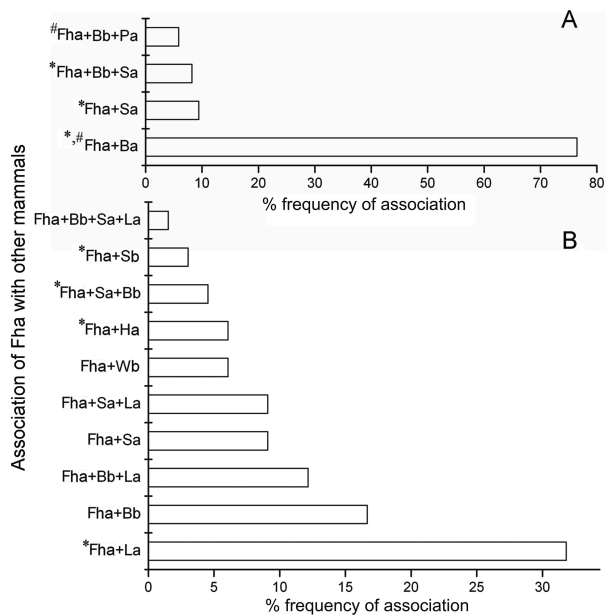 A
#Fha+Bb+Pa
*Fha+Bb+Sa
*Fha+Sa
*,#Fha+Ba
0 10 20 30 40 50 60 70 80
% frequency of association
Association of Fha with other mammals
B
Fha+Bb+Sa+La
*Fha+Sb
*Fha+Sa+Bb
*Fha+Ha
Fha+Wb
Fha+Sa+La
Fha+Sa
Fha+Bb+La
Fha+Bb
*Fha+La
0 5 10 15 20 25 30
% frequency of association